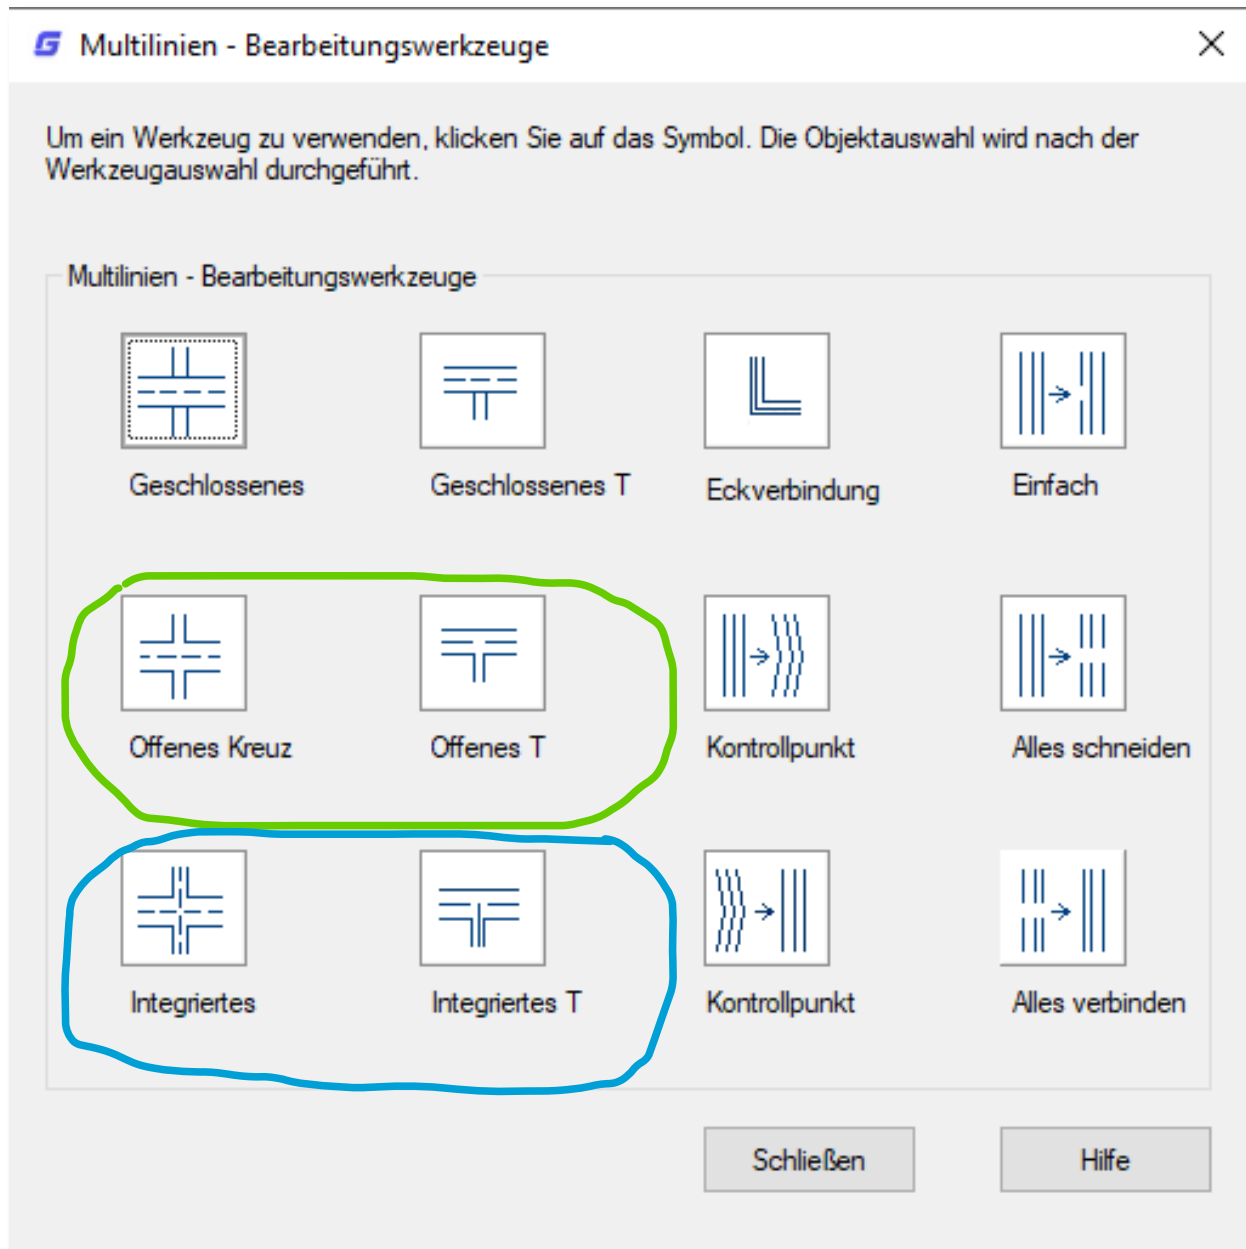 Multilinien - Bearbeitungswerkzeuge
Um ein Werkzeug zu verwenden, klicken Sie auf das Symbol. Die Objektauswahl wird nach der
Werkzeugauswahl durchgeführt.
Multilinien - Bearbeitungswerkzeuge
Geschlossenes
Geschlossenes T
Eckverbindung
Einfach
Offenes Kreuz
Offenes T
Kontrollpunkt
Alles schneiden
Integriertes
Integriertes T
Kontrollpunkt
Alles verbinden
Schließen
Hilfe